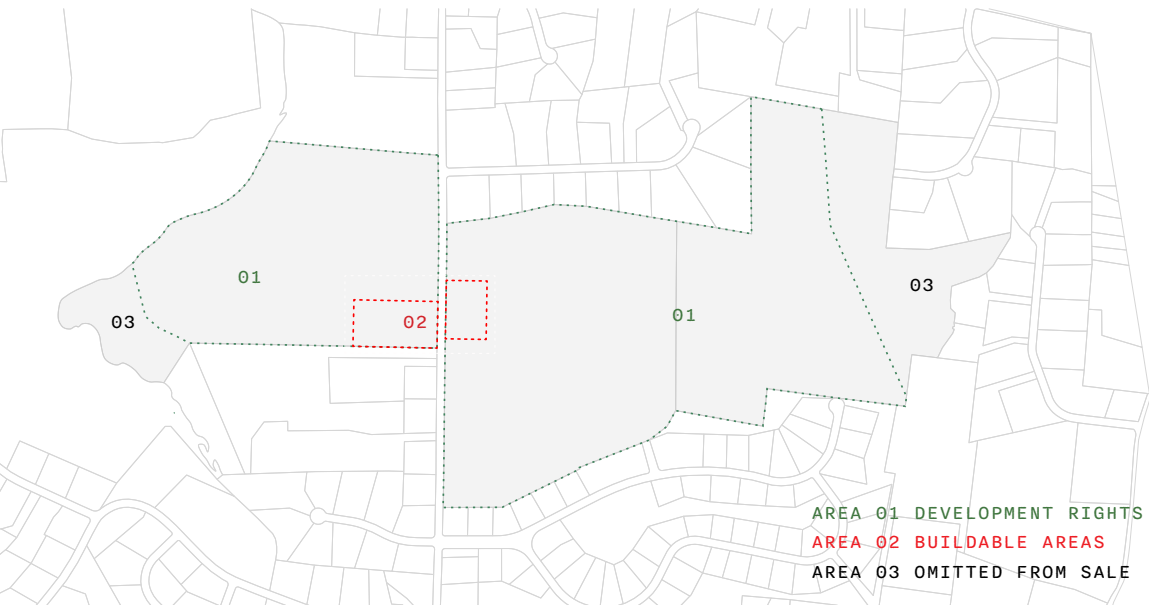 01
03
02
01
03
AREA 01 DEVELOPMENT RIGHTS
AREA 02 BUILDABLE AREAS
AREA 03 OMITTED FROM SALE